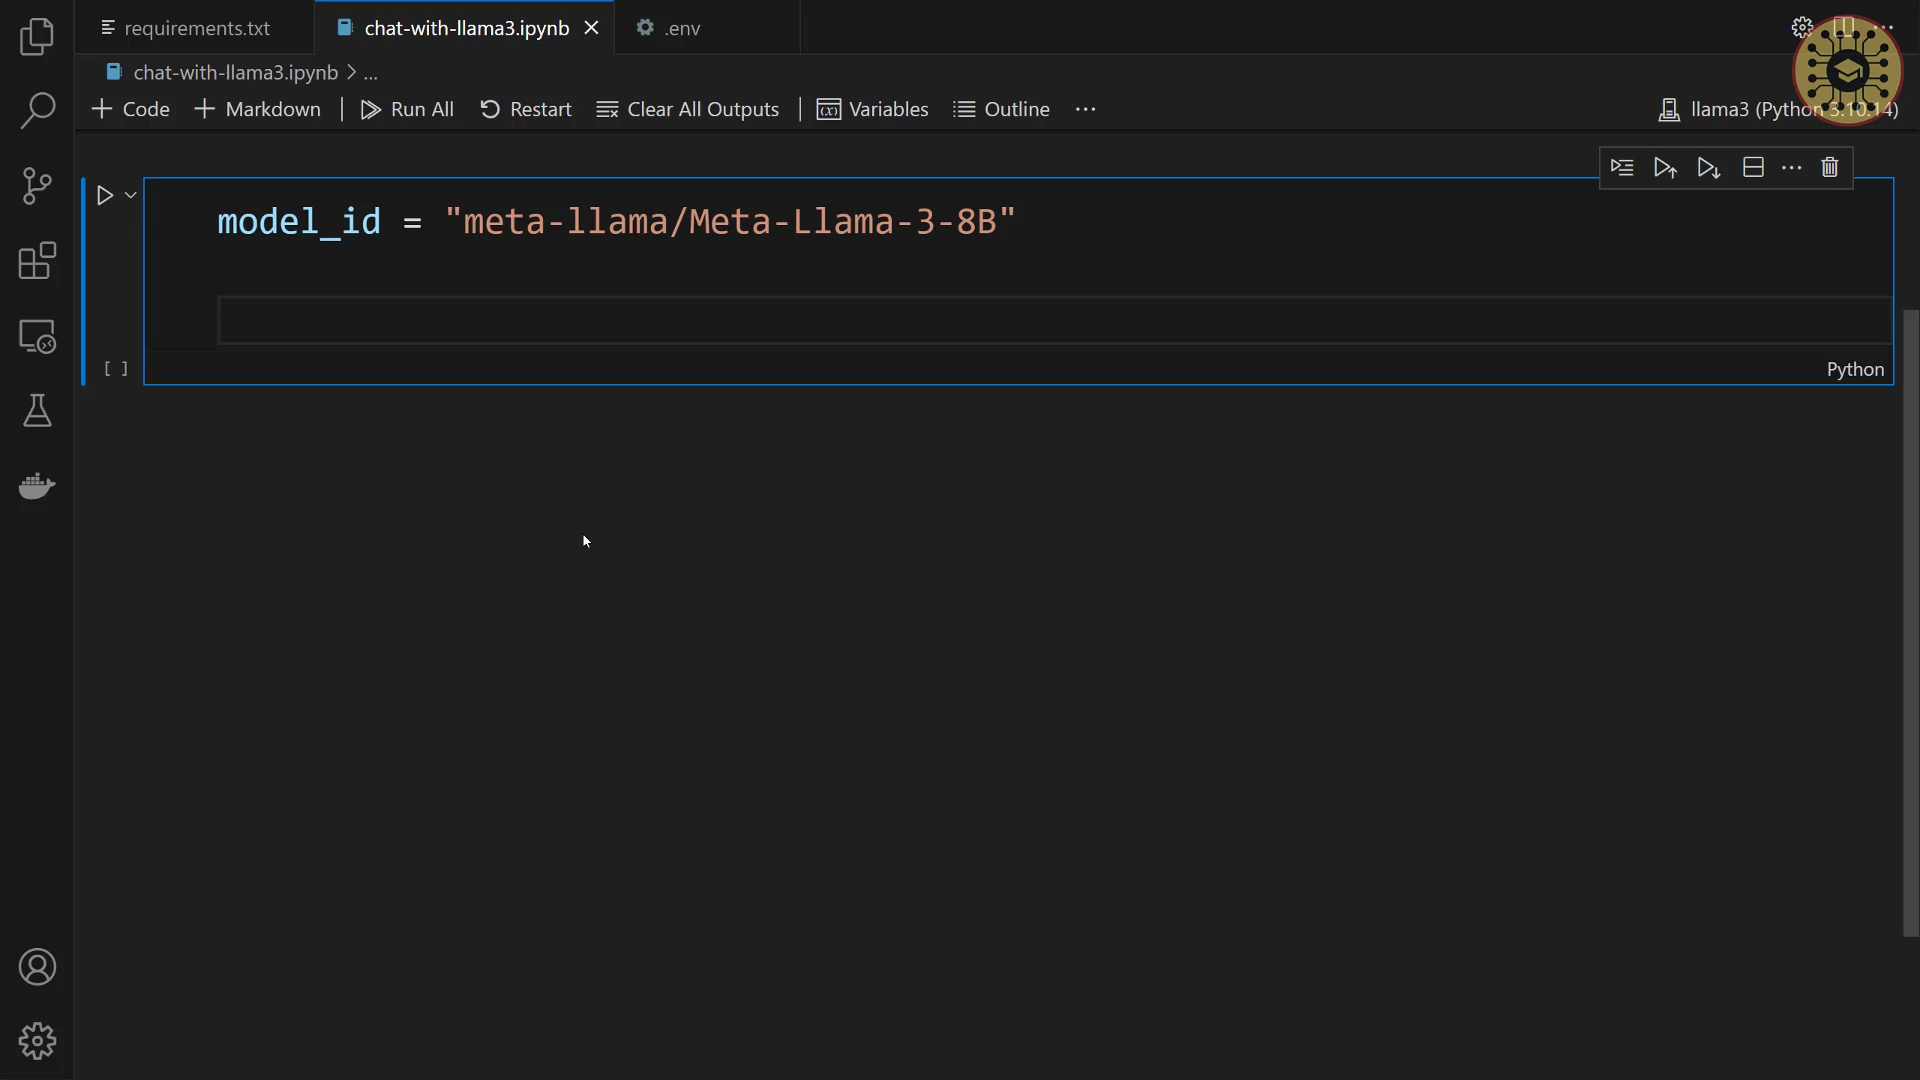 requirements.txt
chat-with-llama3.ipynb
.env
chat-with-llama3.ipynb > ...
Code
Markdown
Run All
Restart
Clear All Outputs
Variables
Outline
llama3 (Python 3.10.14)
model_id = "meta-llama/Meta-Llama-3-8B"
[ ]
Python